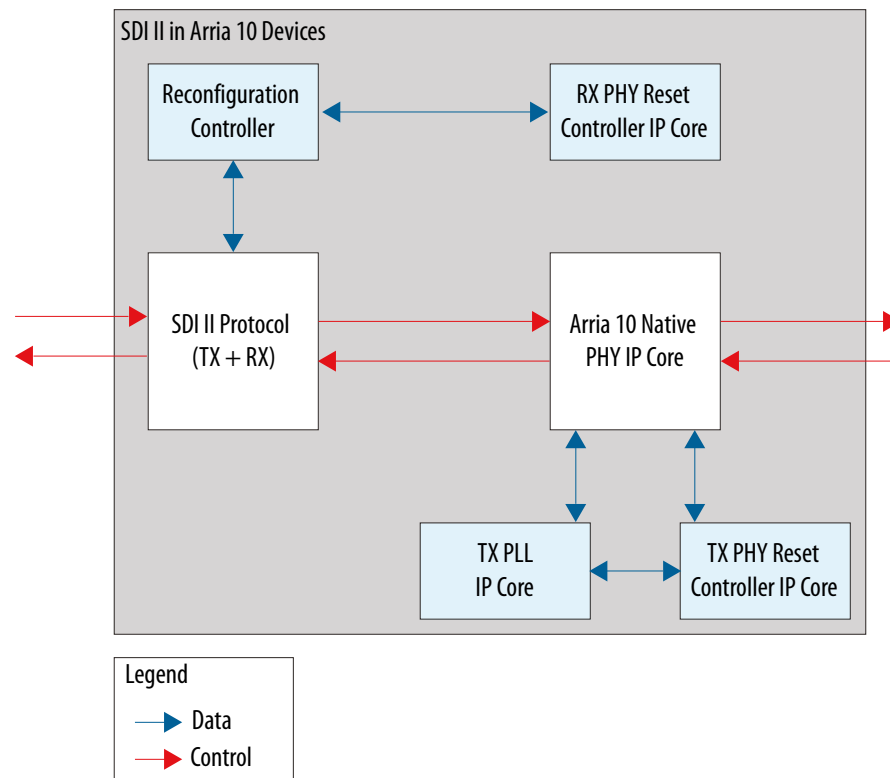 SDI II in Arria 10 Devices
Reconfiguration
Controller
RX PHY Reset
Controller IP Core
SDI II Protocol
(TX + RX)
Arria 10 Native
PHY IP Core
TX PLL
IP Core
TX PHY Reset
Controller IP Core
Legend
Data
Control